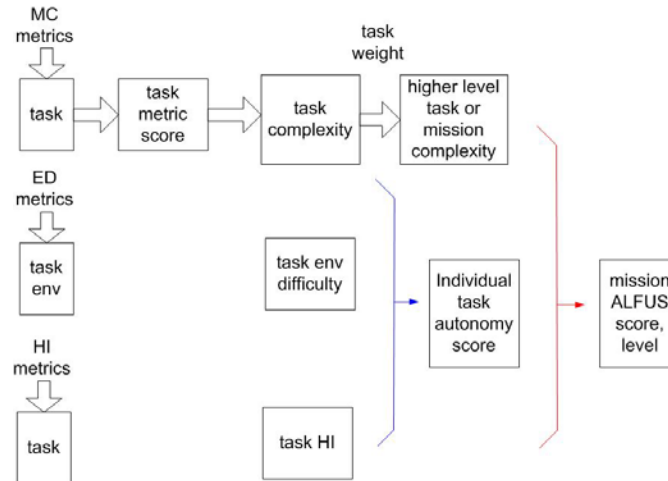 MC
metrics
task
weight
task
task
metric
score
task
complexity
higher level
task or
mission
complexity
ED
metrics
task
env
task env
difficulty
Individual
task
autonomy
score
mission
ALFUS
score,
level
HI
metrics
task
task HI